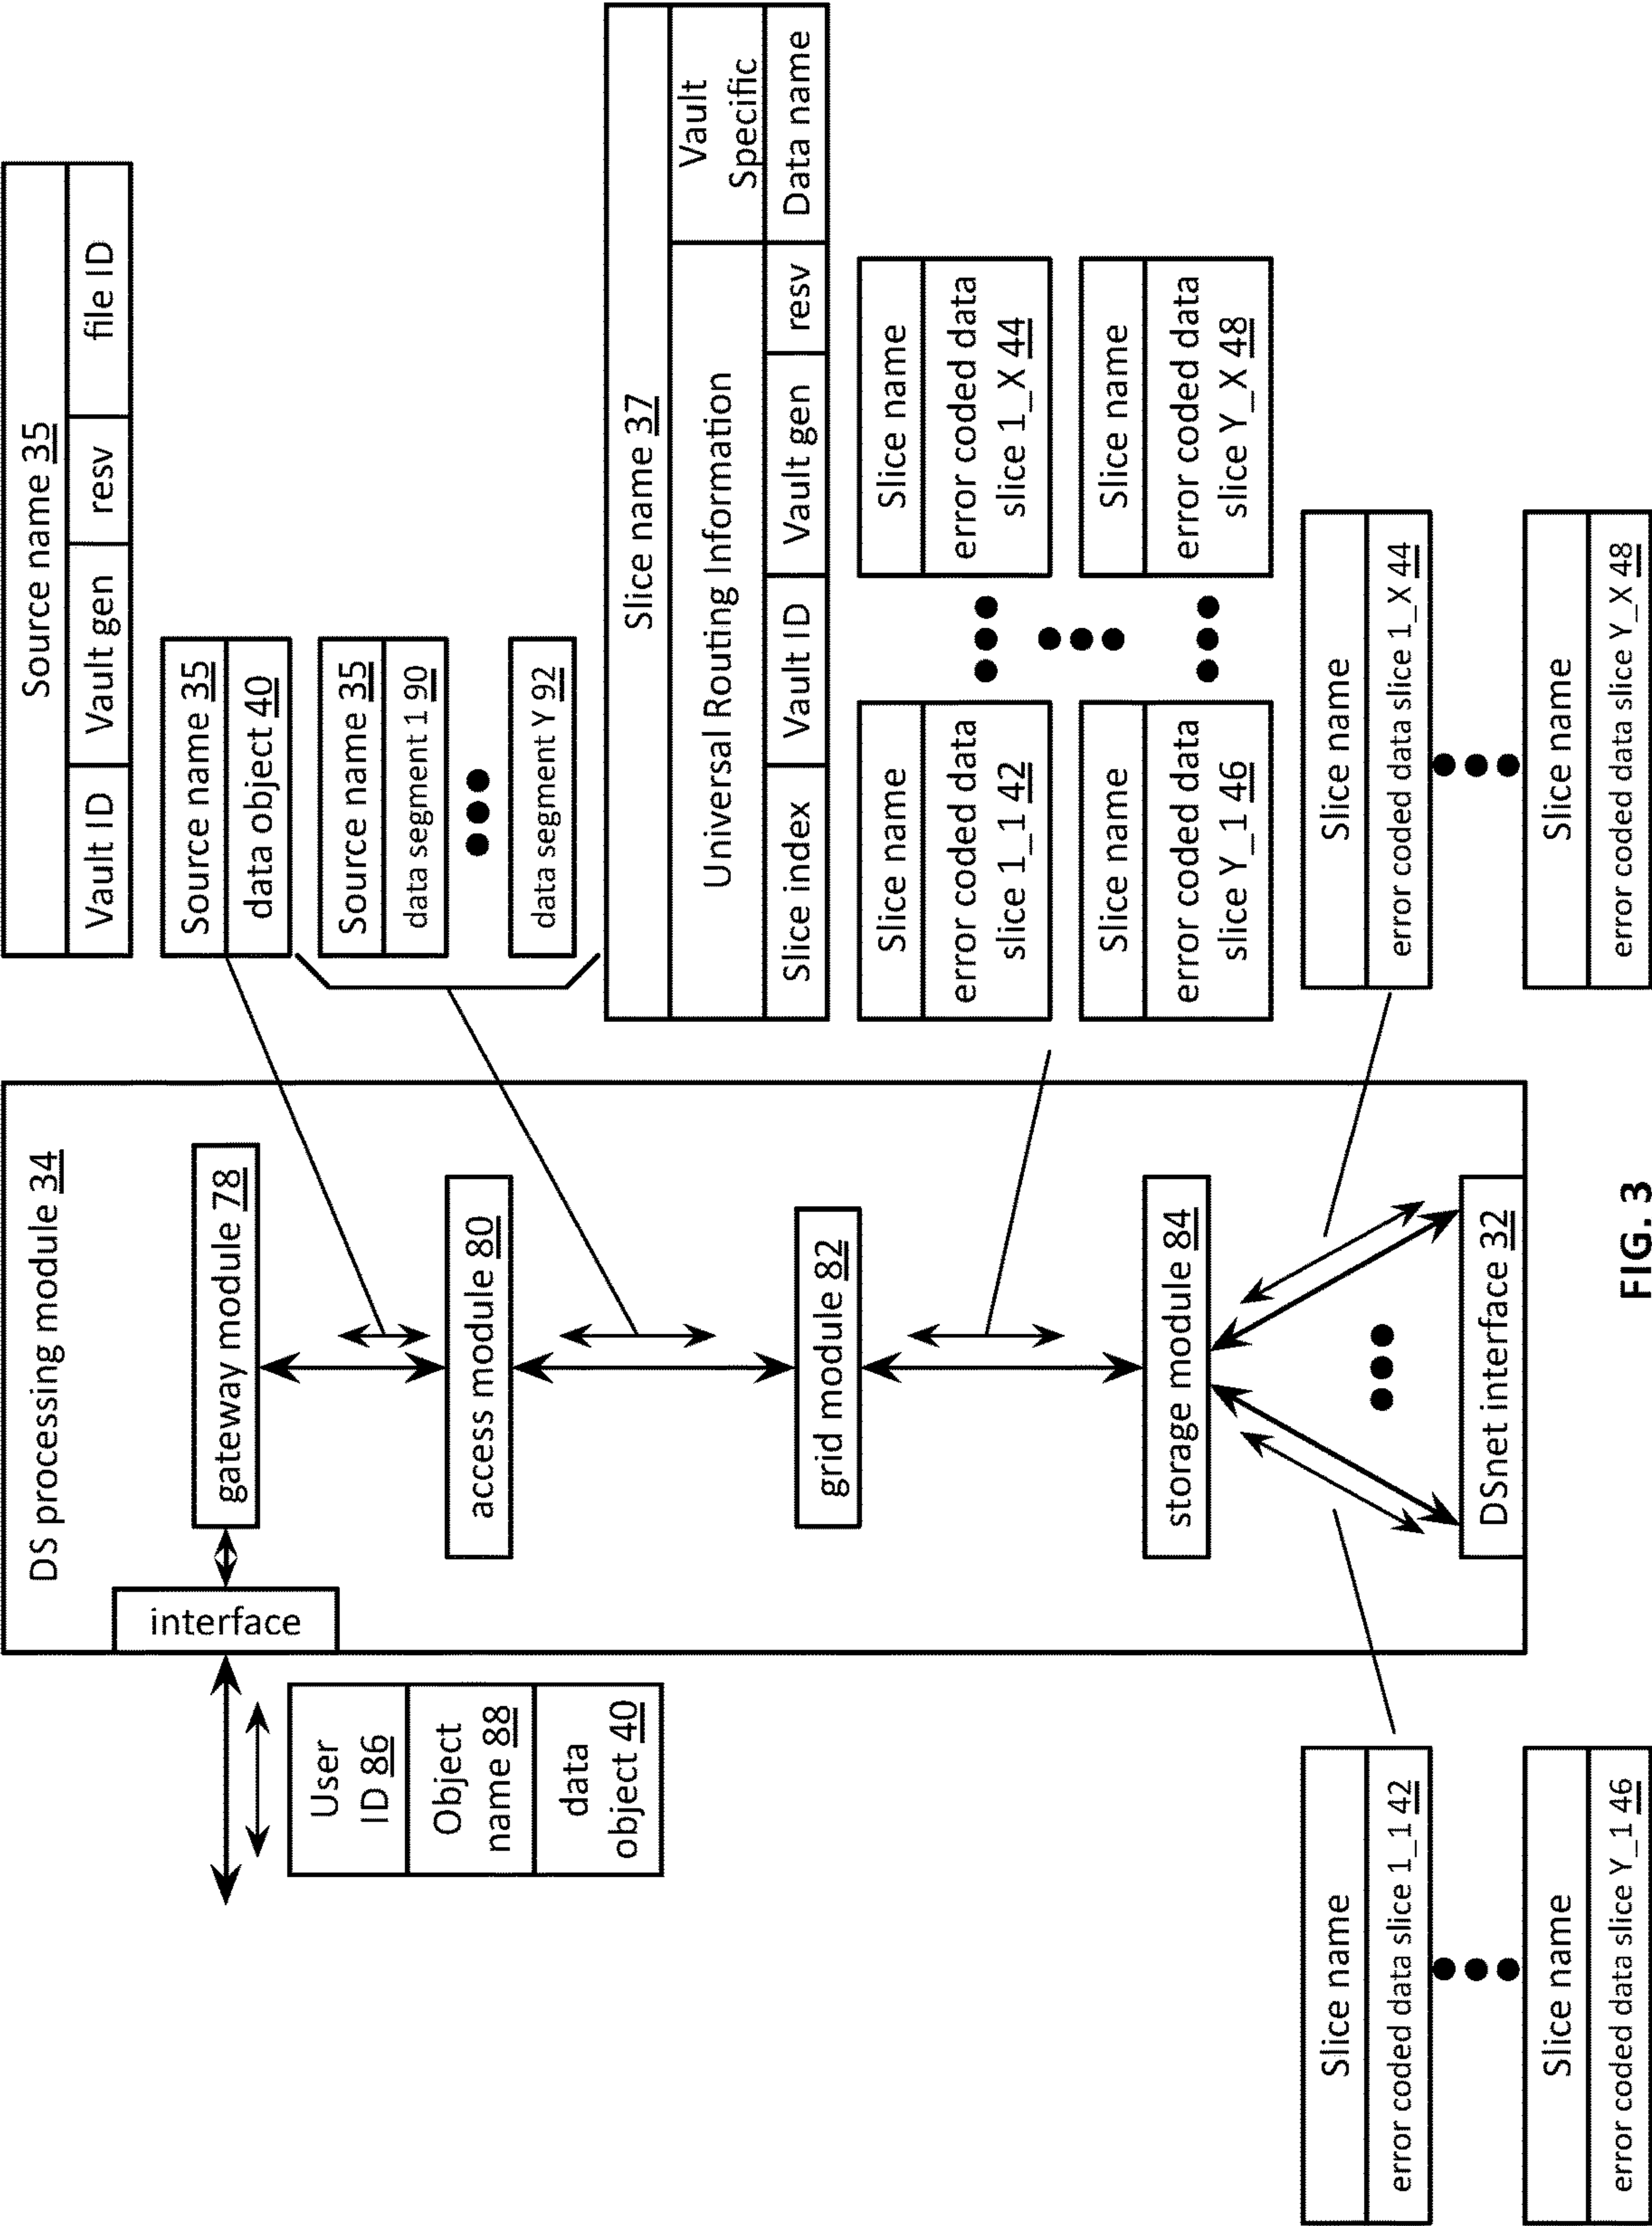 DS processing module 34
interface
gateway module 78
access module 80
grid module 82
storage module 84
DSnet interface 32
User
ID 86
Object
name 88
data
object 40
Source name 35
Vault ID
Vault gen
resv
file ID
Source name 35
data object 40
Source name 35
data segment 1 90
data segment Y 92
Slice name 37
Universal Routing Information
Vault
Specific
Slice index
Vault ID
Vault gen
resv
Data name
Slice name
error coded data
slice 1_1 42
Slice name
error coded data
slice 1_X 44
Slice name
error coded data
slice Y_1 46
Slice name
error coded data
slice Y_X 48
Slice name
error coded data slice 1_1 42
Slice name
error coded data slice Y_1 46
Slice name
error coded data slice 1_X 44
Slice name
error coded data slice Y_X 48
FIG. 3